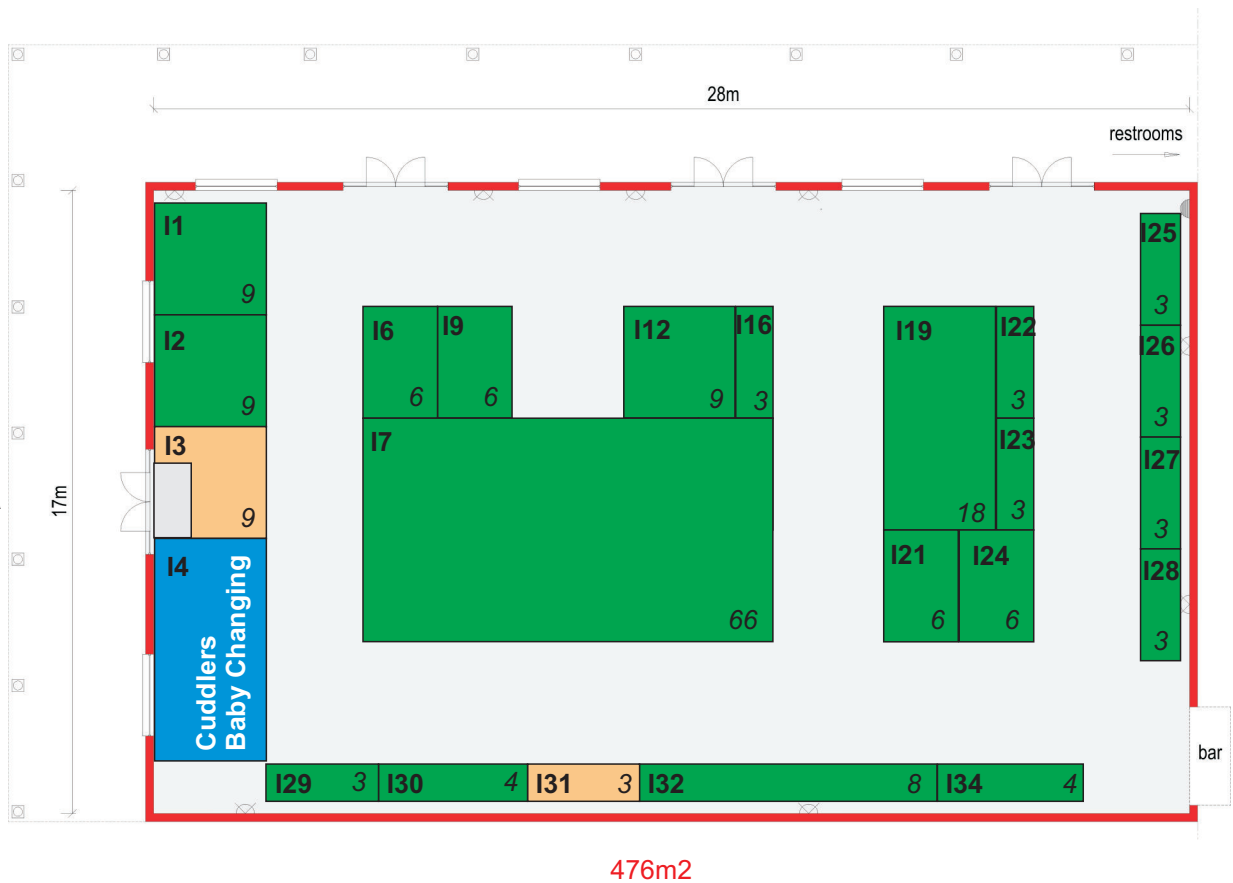 28m
restrooms
17m
I1
9
I2
9
I3
9
I4
Cuddlers
Baby Changing
I6
6
I9
6
I7
66
I12
9
I16
3
I19
18
I22
3
I23
3
I21
6
I24
6
I25
3
I26
3
I27
3
I28
3
I29
3
I30
4
I31
3
I32
8
I34
4
bar
476m2